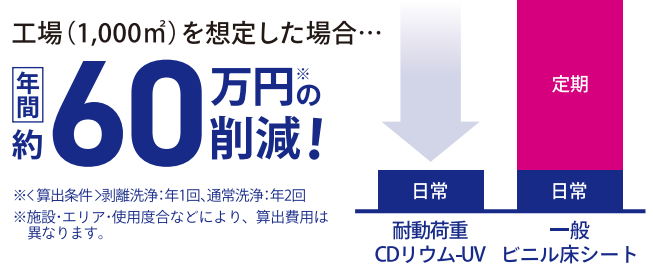 工場（1,000㎡）を想定した場合…
年間
約60万円※の削減！
※＜算出条件＞剥離洗浄：年1回、通常洗浄：年2回
※施設・エリア・使用度合などにより、算出費用は
異なります。
定期
日常
日常
耐動荷重
CDリウム-UV
一般
ビニル床シート